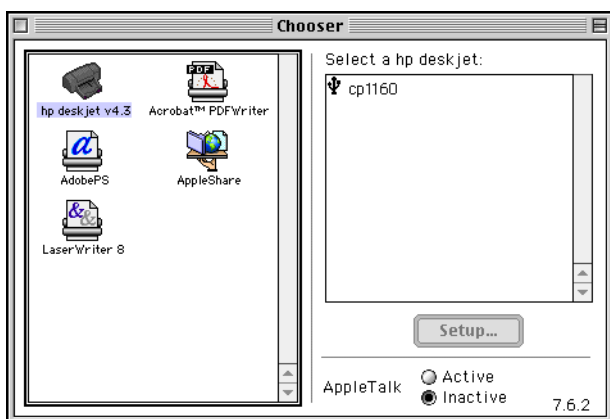 Chooser
hp deskjet v4.3
Acrobat™ PDFWriter
AdobePS
AppleShare
LaserWriter 8
Select a hp deskjet:
cp1160
Setup...
AppleTalk
Active
Inactive
7.6.2